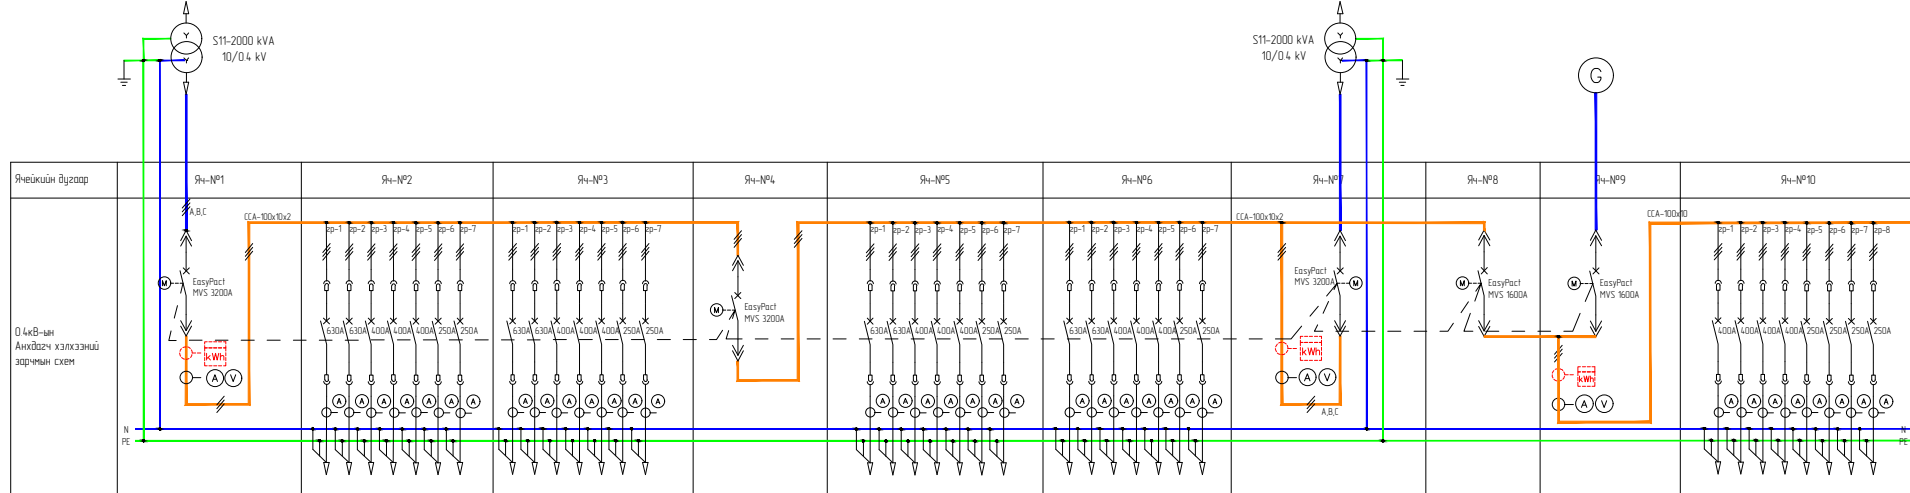 S11-2000 kVA
10/0.4 kV
S11-2000 kVA
10/0.4 kV
G
Ячейкийн дугаар
Яч-№1
Яч-№2
Яч-№3
Яч-№4
Яч-№5
Яч-№6
Яч-№7
Яч-№8
Яч-№9
Яч-№10
0.4кВ-ын
Анхдагч хэлхээний
зарчмын схем
A,B,C
ССА-100x10x2
M
EasyPact
MVS 3200A
kWh
A V
гр-1 гр-2 гр-3 гр-4 гр-5 гр-6 гр-7
630A 630A 400A 400A 400A 250A 250A
A A A A A A A
гр-1 гр-2 гр-3 гр-4 гр-5 гр-6 гр-7
630A 630A 400A 400A 400A 250A 250A
A A A A A A A
M
EasyPact
MVS 3200A
гр-1 гр-2 гр-3 гр-4 гр-5 гр-6 гр-7
630A 630A 400A 400A 250A 250A 250A
A A A A A A A
гр-1 гр-2 гр-3 гр-4 гр-5 гр-6 гр-7
630A 630A 400A 400A 400A 250A 250A
A A A A A A A
ССА-100x10x2
EasyPact
MVS 3200A
M
kWh
A V
A,B,C
M
EasyPact
MVS 1600A
M
EasyPact
MVS 1600A
kWh
A V
ССА-100x10
гр-1 гр-2 гр-3 гр-4 гр-5 гр-6 гр-7 гр-8
400A 400A 400A 400A 250A 250A 250A 250A
A A A A A A A A
N
PE
N
PE